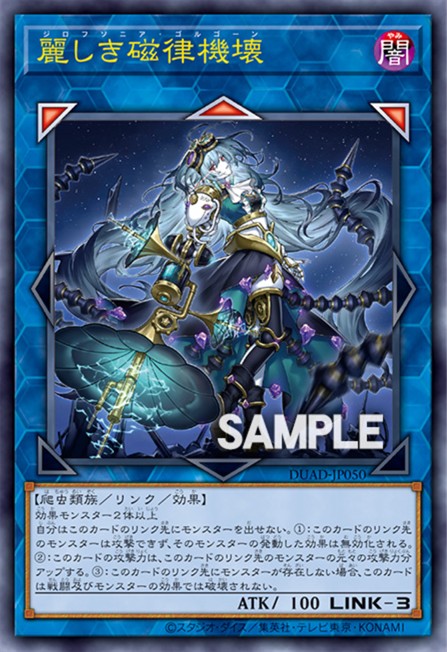 ジロフソニア・ゴルゴーン
麗しき磁律機壊
やみ
闇
SAMPLE
DUAD-JP050
【爬虫類族／リンク／効果】
効果モンスター２体以上
自分はこのカードのリンク先にモンスターを出せない。①：このカードのリンク
先のモンスターは攻撃できず、そのモンスターの発動した効果は無効化される。
②：このカードの攻撃力は、このカードのリンク先のモンスターの元々の攻撃力分
アップする。③：このカードのリンク先にモンスターが存在しない場合、このカード
は戦闘及びモンスターの効果では破壊されない。
ATK/ 100 LINK-3
©スタジオ・ダイス／集英社・テレビ東京・KONAMI